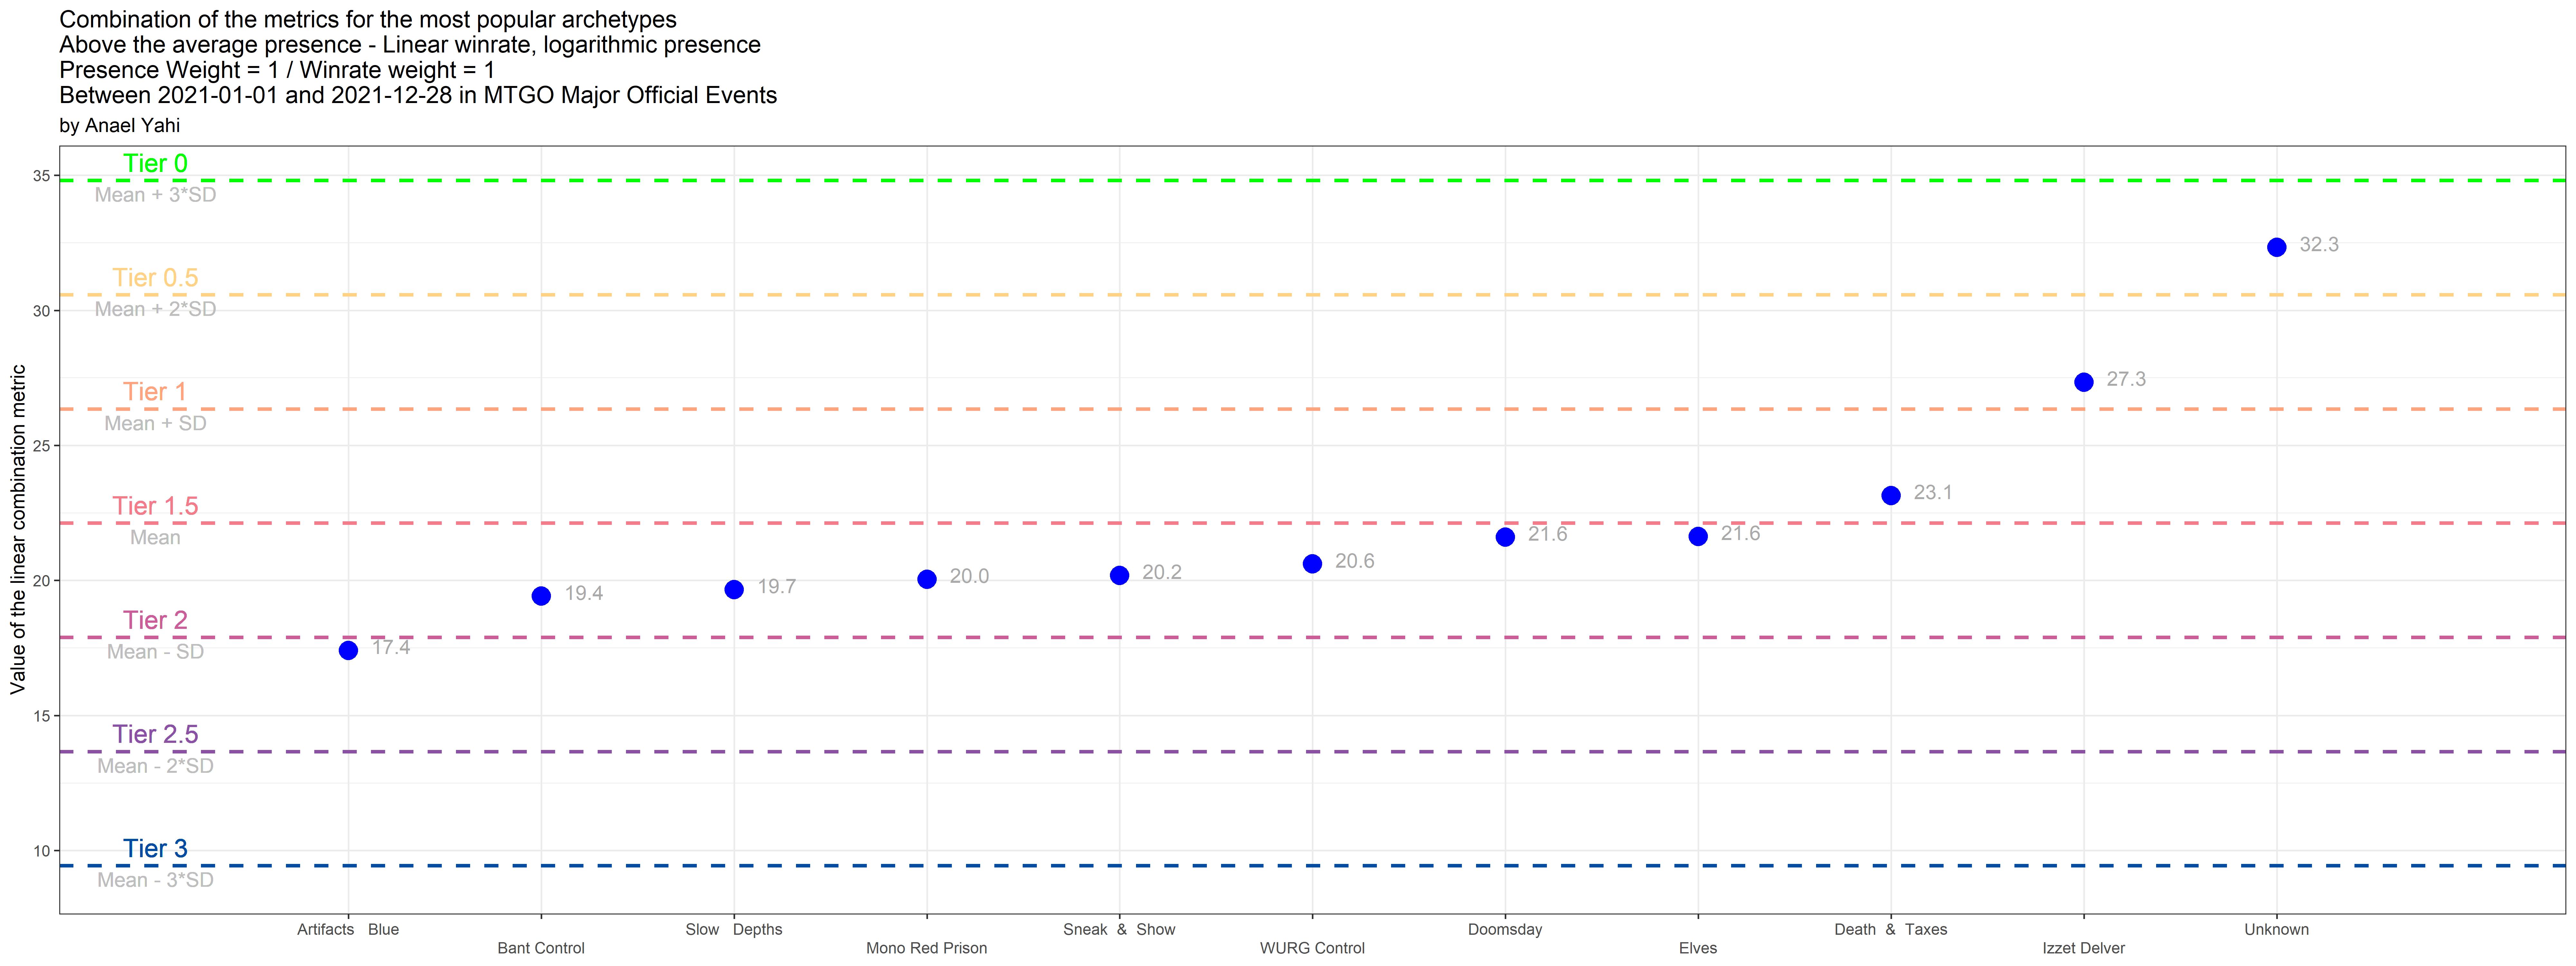 Combination of the metrics for the most popular archetypes
Above the average presence - Linear winrate, logarithmic presence
Presence Weight = 1 / Winrate weight = 1
Between 2021-01-01 and 2021-12-28 in MTGO Major Official Events
by Anael Yahi
Value of the linear combination metric
35
30
25
20
15
10
Tier 0
Mean + 3*SD
Tier 0.5
Mean + 2*SD
Tier 1
Mean + SD
Tier 1.5
Mean
Tier 2
Mean - SD
Tier 2.5
Mean - 2*SD
Tier 3
Mean - 3*SD
17.4
19.4
19.7
20.0
20.2
20.6
21.6
21.6
23.1
27.3
32.3
Artifacts Blue
Bant Control
Slow Depths
Mono Red Prison
Sneak & Show
WURG Control
Doomsday
Elves
Death & Taxes
Izzet Delver
Unknown